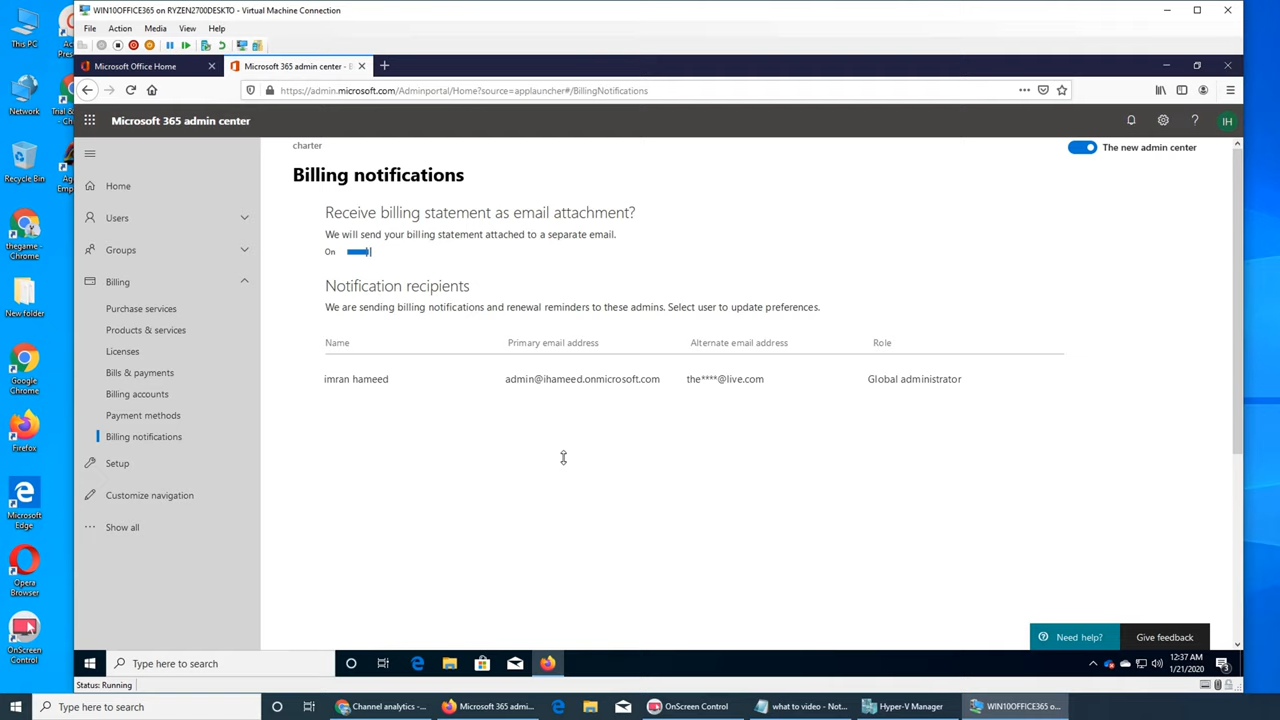 WIN10OFFICE365 on RYZEN2700DESKTO - Virtual Machine Connection
File Action Media View Help
Microsoft Office Home
Microsoft 365 admin center - B
https://admin.microsoft.com/Adminportal/Home?source=applauncher#/BillingNotifications
Microsoft 365 admin center
IH
charter
The new admin center
Billing notifications
Receive billing statement as email attachment?
We will send your billing statement attached to a separate email.
On
Notification recipients
We are sending billing notifications and renewal reminders to these admins. Select user to update preferences.
Name Primary email address Alternate email address Role
imran hameed admin@ihameed.onmicrosoft.com the****@live.com Global administrator
Home
Users
Groups
Billing
Purchase services
Products & services
Licenses
Bills & payments
Billing accounts
Payment methods
Billing notifications
Setup
Customize navigation
Show all
Need help?
Give feedback
Type here to search
12:37 AM
1/21/2020
3
Status: Running
This PC
Network
Recycle Bin
thegame -
Chrome
New folder
Google
Chrome
Firefox
Microsoft
Edge
Opera
Browser
OnScreen
Control
Type here to search
Channel analytics -...
Microsoft 365 admi...
OnScreen Control
what to video - Not...
Hyper-V Manager
WIN10OFFICE365 o...